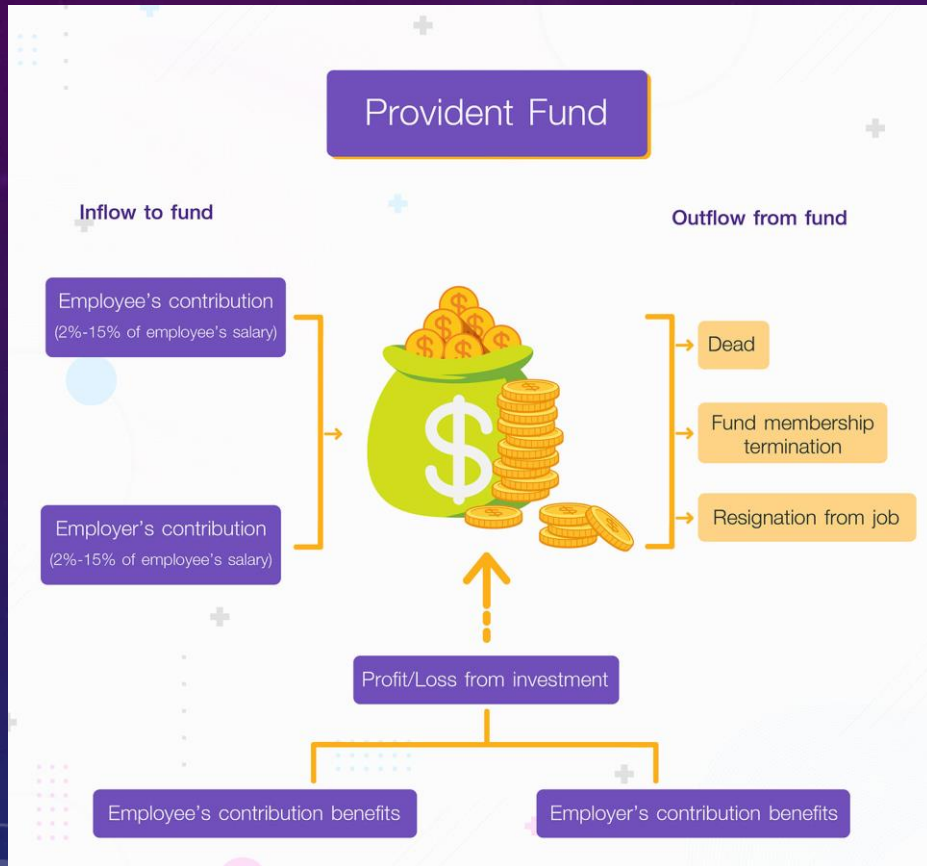 Provident Fund
Inflow to fund
Outflow from fund
Employee's contribution
(2%-15% of employee's salary)
Employer's contribution
(2%-15% of employee's salary)
$
Dead
Fund membership
termination
Resignation from job
Profit/Loss from investment
Employee's contribution benefits
Employer's contribution benefits